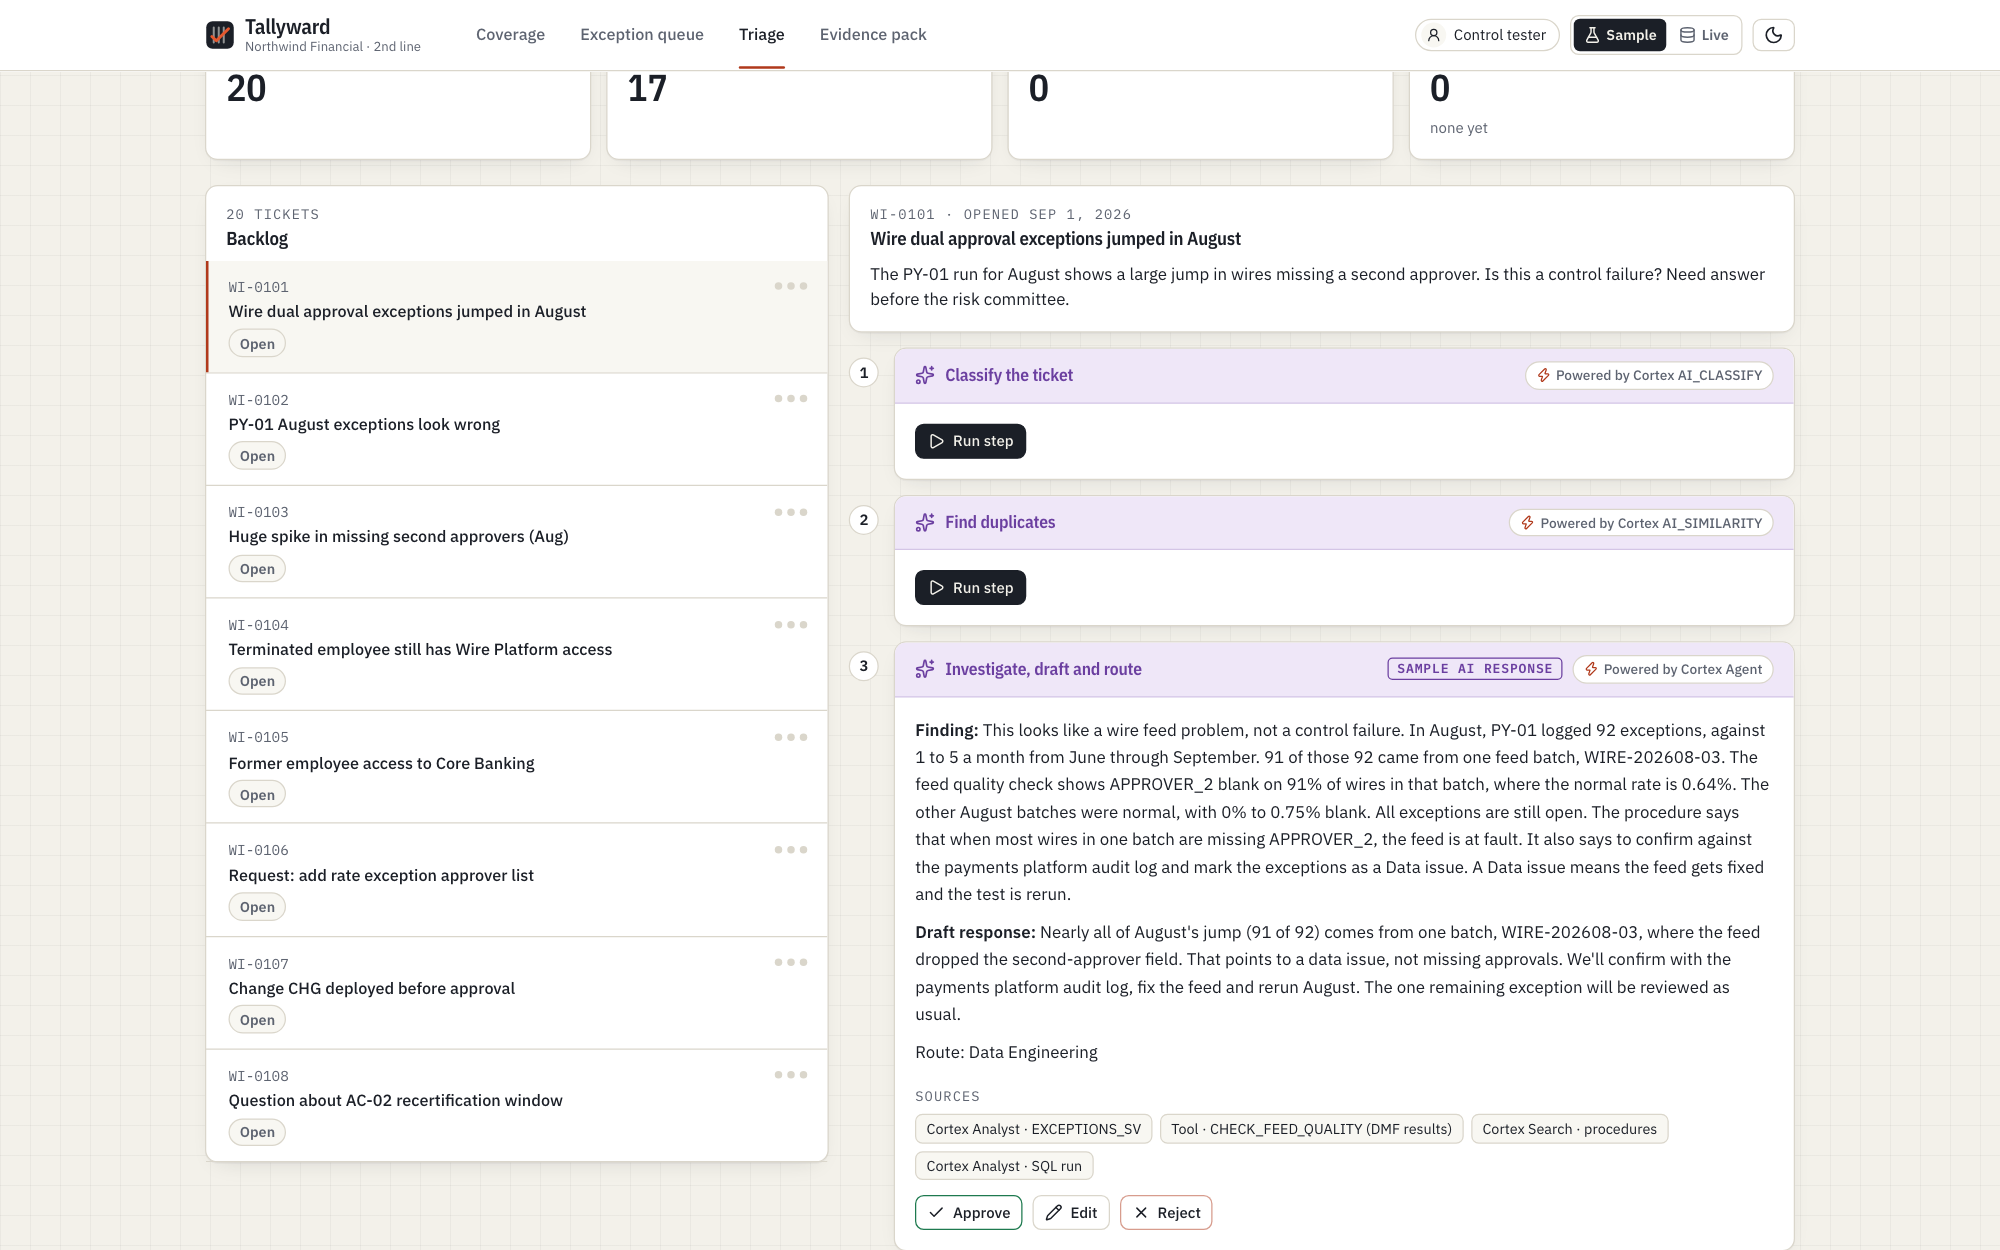 Tallyward
Northwind Financial · 2nd line
Coverage
Exception queue
Triage
Evidence pack
Control tester
Sample
Live
20
17
0
0
none yet
20 TICKETS
Backlog
WI-0101
Wire dual approval exceptions jumped in August
Open
WI-0102
PY-01 August exceptions look wrong
Open
WI-0103
Huge spike in missing second approvers (Aug)
Open
WI-0104
Terminated employee still has Wire Platform access
Open
WI-0105
Former employee access to Core Banking
Open
WI-0106
Request: add rate exception approver list
Open
WI-0107
Change CHG deployed before approval
Open
WI-0108
Question about AC-02 recertification window
Open
WI-0101 · OPENED SEP 1, 2026
Wire dual approval exceptions jumped in August
The PY-01 run for August shows a large jump in wires missing a second approver. Is this a control failure? Need answer
before the risk committee.
1
Classify the ticket
Powered by Cortex AI_CLASSIFY
Run step
2
Find duplicates
Powered by Cortex AI_SIMILARITY
Run step
3
Investigate, draft and route
SAMPLE AI RESPONSE
Powered by Cortex Agent
Finding: This looks like a wire feed problem, not a control failure. In August, PY-01 logged 92 exceptions, against
1 to 5 a month from June through September. 91 of those 92 came from one feed batch, WIRE-202608-03. The
feed quality check shows APPROVER_2 blank on 91% of wires in that batch, where the normal rate is 0.64%. The
other August batches were normal, with 0% to 0.75% blank. All exceptions are still open. The procedure says
that when most wires in one batch are missing APPROVER_2, the feed is at fault. It also says to confirm against
the payments platform audit log and mark the exceptions as a Data issue. A Data issue means the feed gets fixed
and the test is rerun.
Draft response: Nearly all of August's jump (91 of 92) comes from one batch, WIRE-202608-03, where the feed
dropped the second-approver field. That points to a data issue, not missing approvals. We'll confirm with the
payments platform audit log, fix the feed and rerun August. The one remaining exception will be reviewed as
usual.
Route: Data Engineering
SOURCES
Cortex Analyst · EXCEPTIONS_SV
Tool · CHECK_FEED_QUALITY (DMF results)
Cortex Search · procedures
Cortex Analyst · SQL run
Approve
Edit
Reject